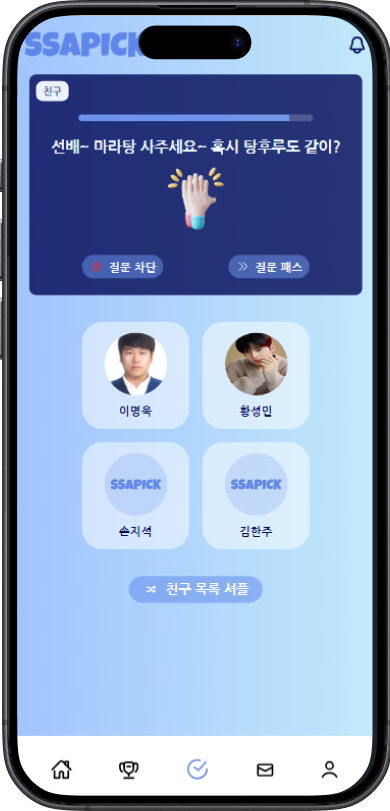 SSAPICK
친구
선배~ 마라탕 사주세요~ 혹시 탕후루도 같이?
질문 차단
질문 패스
이명욱
황성민
SSAPICK
SSAPICK
손지석
김한주
친구 목록 셔플